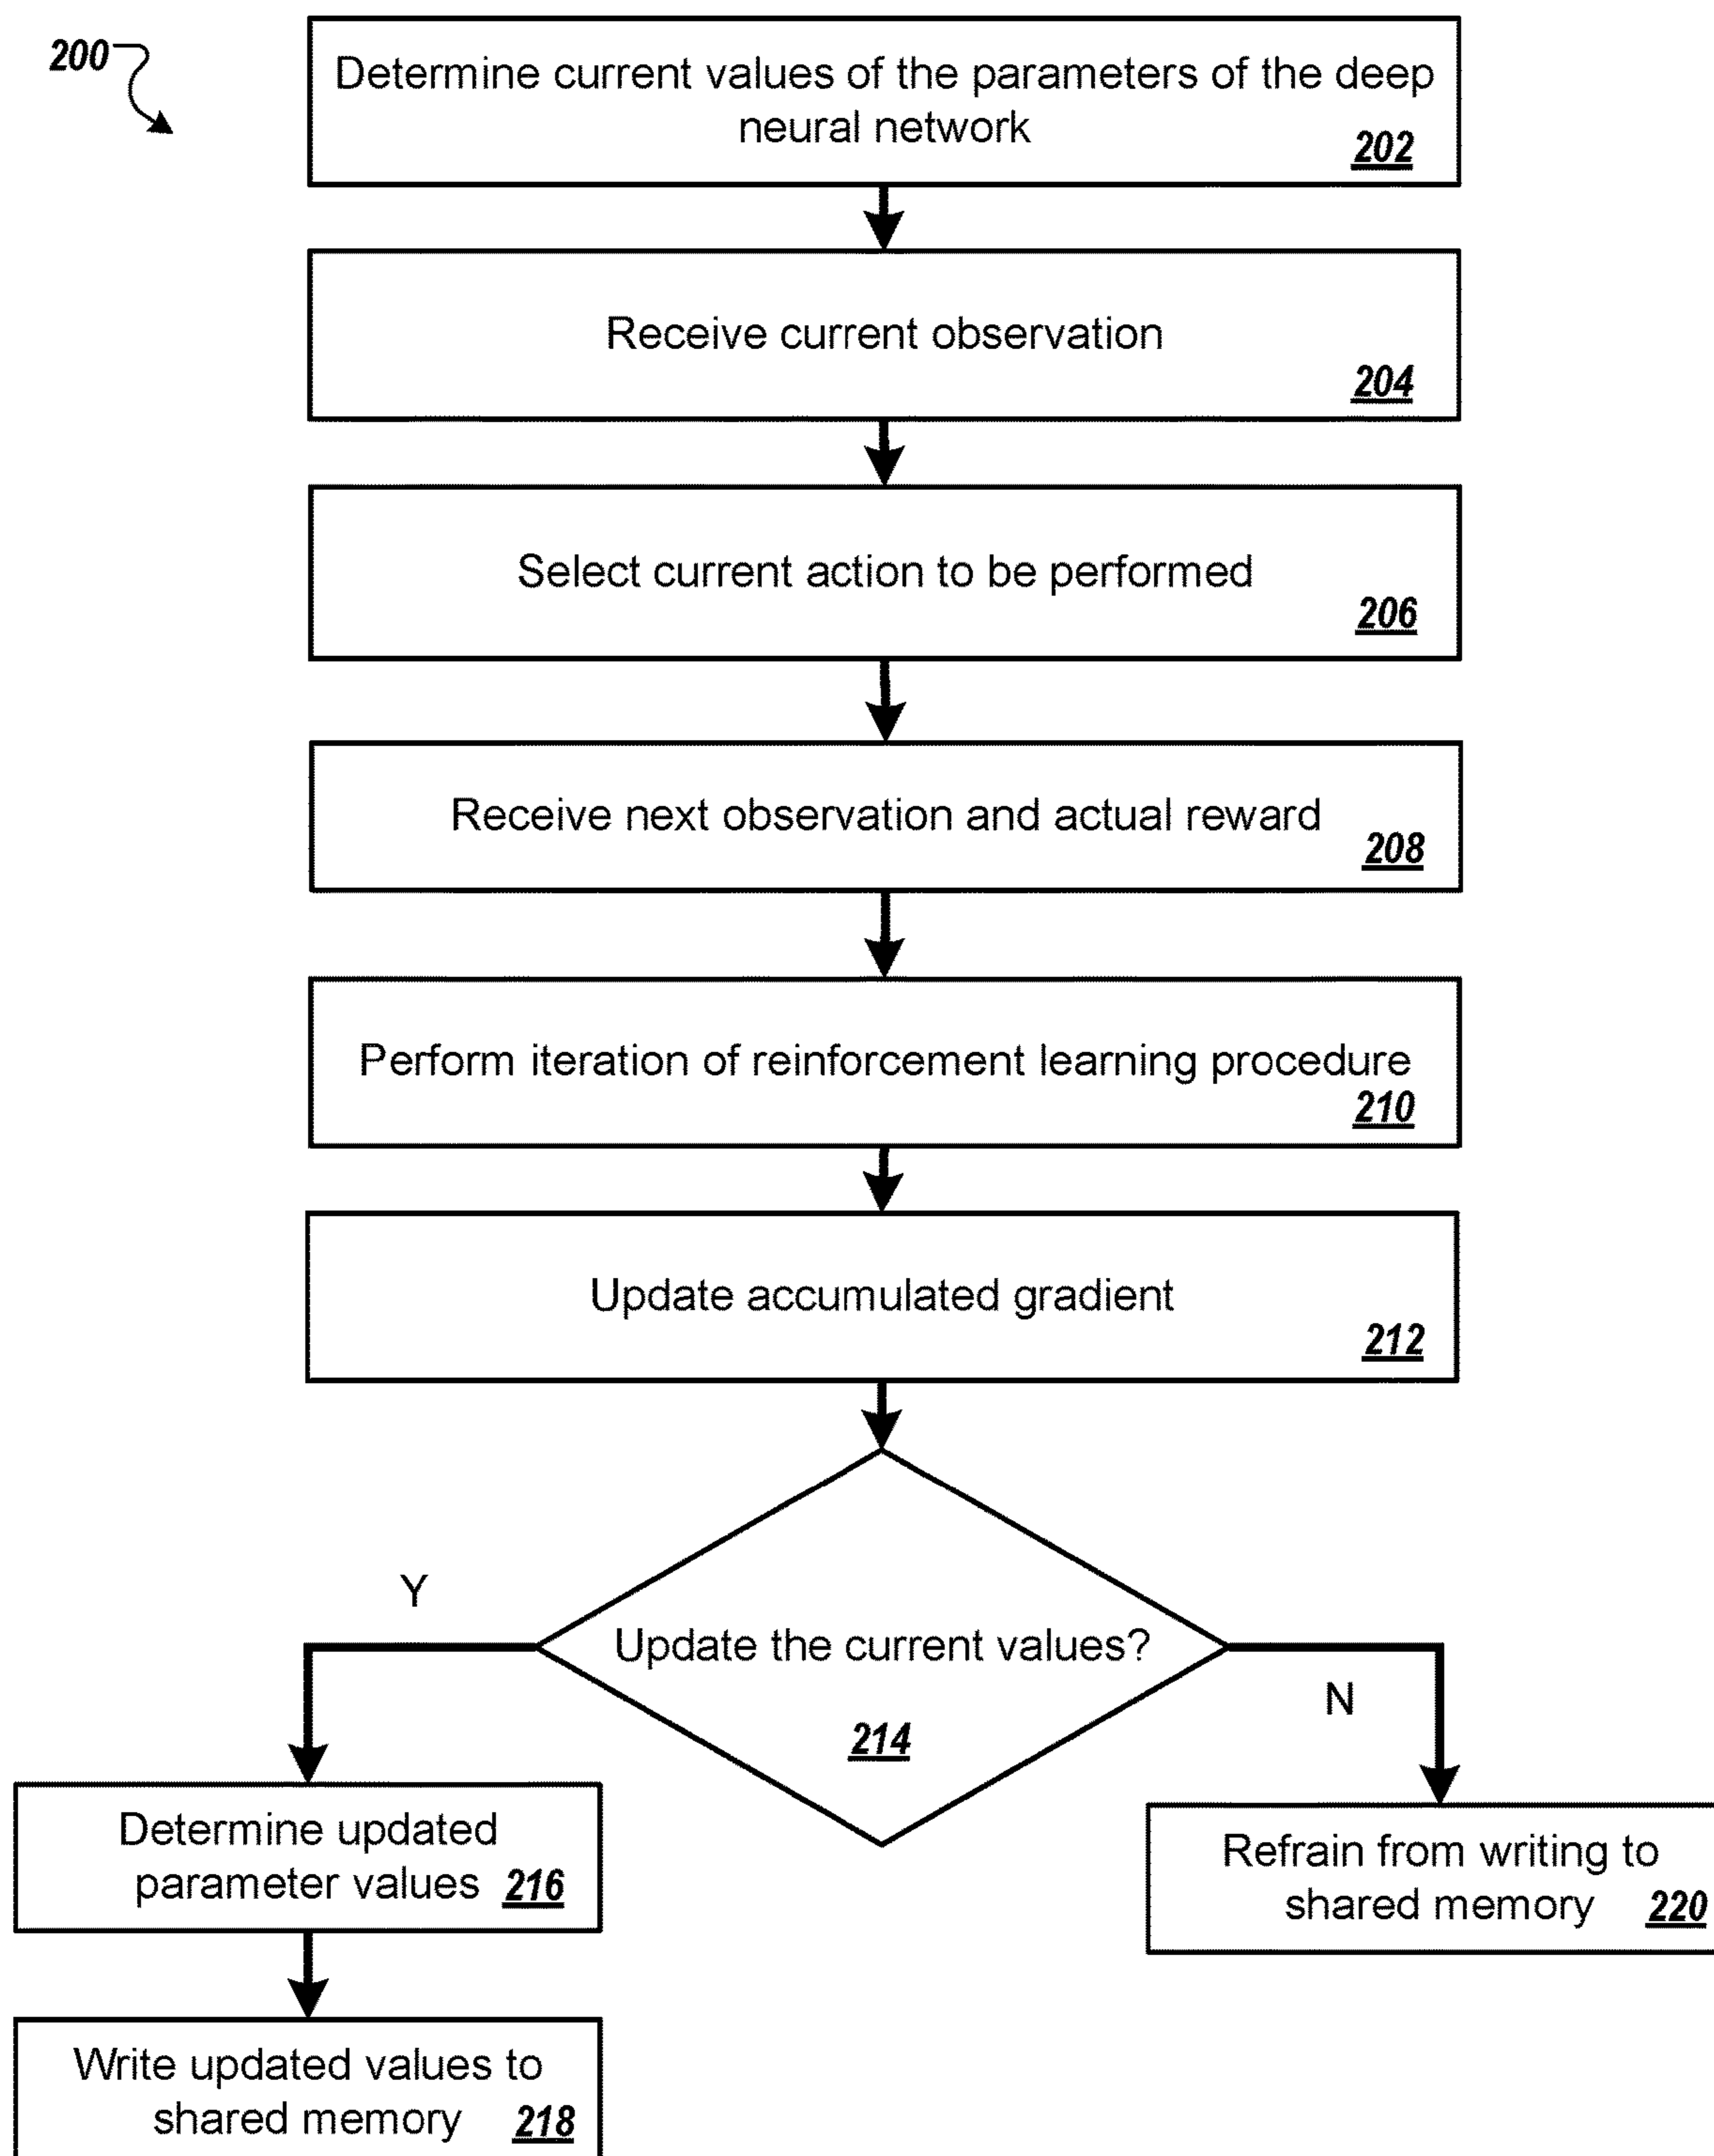 200
Determine current values of the parameters of the deep
neural network
202
Receive current observation
204
Select current action to be performed
206
Receive next observation and actual reward
208
Perform iteration of reinforcement learning procedure
210
Update accumulated gradient
212
Y
Update the current values?
N
214
Determine updated
parameter values 216
Refrain from writing to
shared memory 220
Write updated values to
shared memory 218